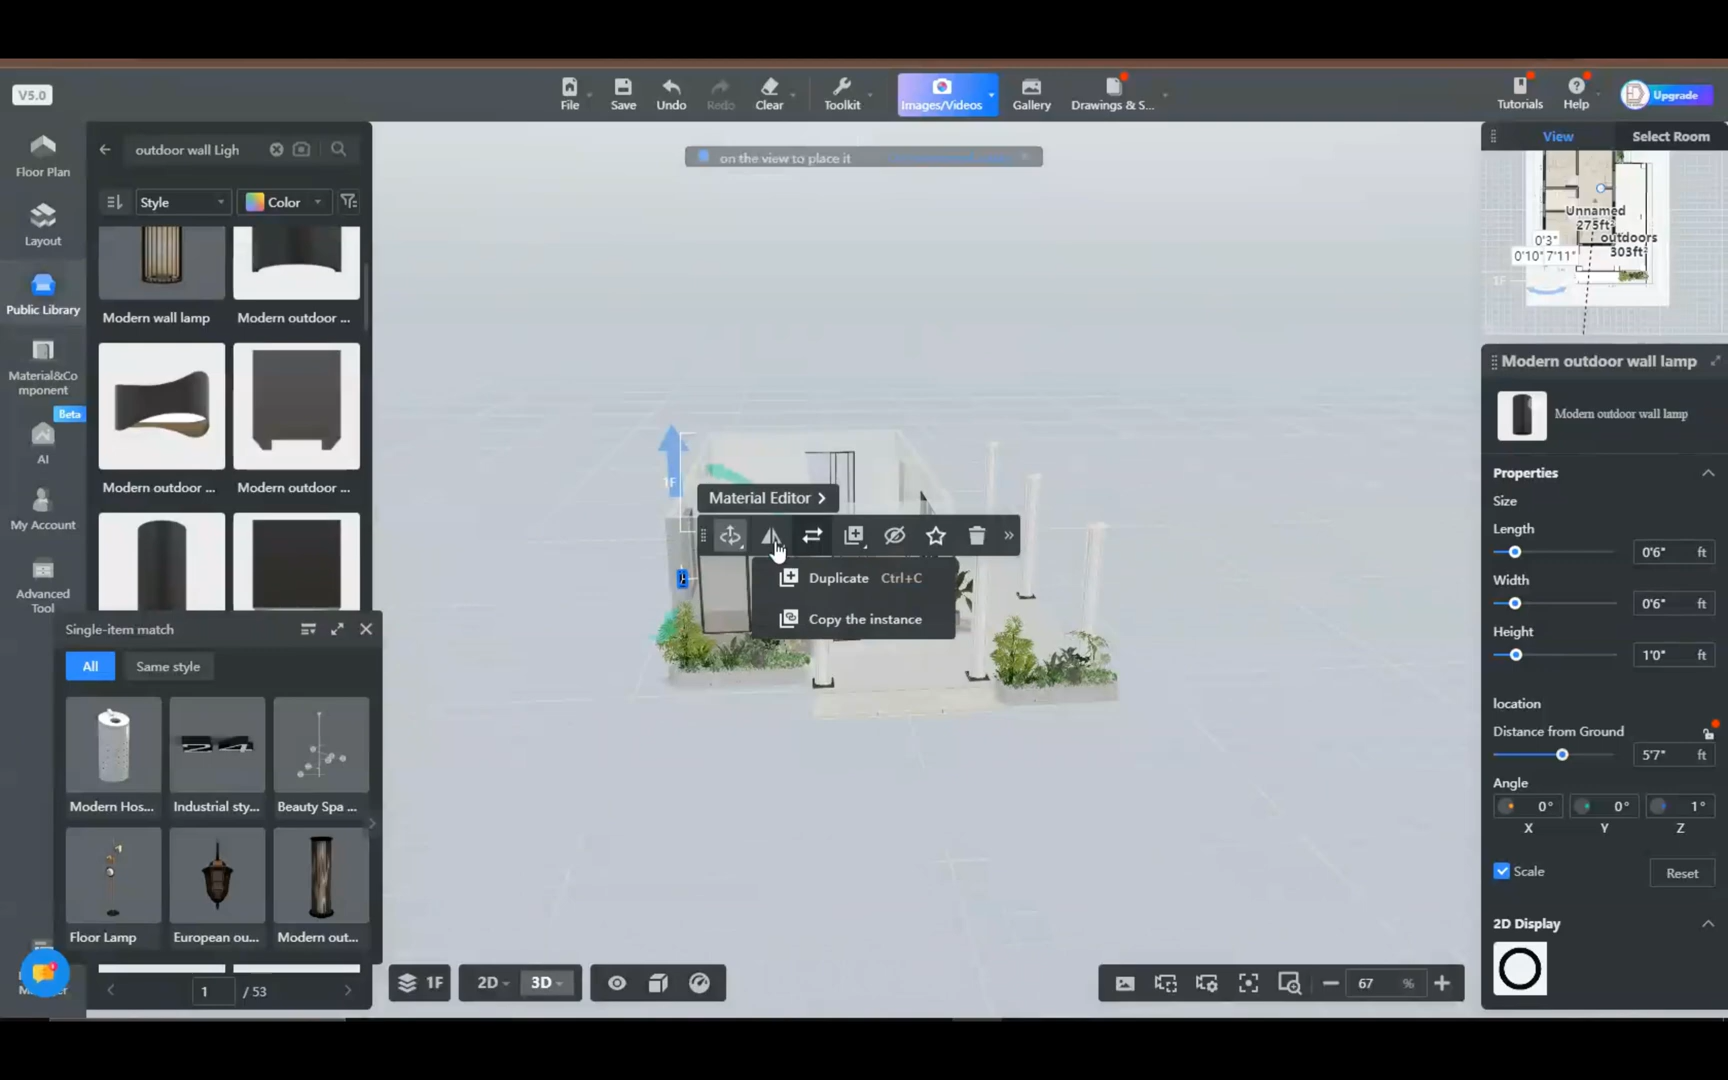 V5.0
File
Save
Undo
Redo
Clear
Toolkit
Images/Videos
Gallery
Drawings & S...
Tutorials
Help
Upgrade
Floor Plan
Layout
Public Library
Material&Co
mponent
Beta
AI
My Account
Advanced
Tool
outdoor wall Ligh
Style
Color
Modern wall lamp
Modern outdoor ...
Modern outdoor ...
Modern outdoor ...
Single-item match
All
Same style
Modern Hos...
Industrial sty...
Beauty Spa ...
Floor Lamp
European ou...
Modern out...
1
/ 53
on the view to place it
1F
Material Editor
Duplicate Ctrl+C
Copy the instance
1F
2D
3D
67 %
View
Select Room
Unnamed
275ft²
outdoors
303ft²
0'3"
0'10" 7'11"
1F
Modern outdoor wall lamp
Modern outdoor wall lamp
Properties
Size
Length
0'6" ft
Width
0'6" ft
Height
1'0" ft
location
Distance from Ground
5'7" ft
Angle
0° 0° 1°
X Y Z
Scale
Reset
2D Display